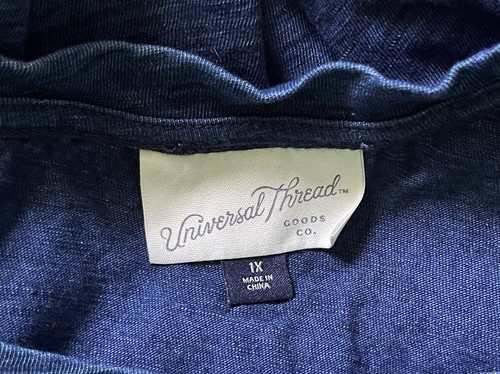 Universal Thread™
GOODS
CO.
1X
MADE IN
CHINA